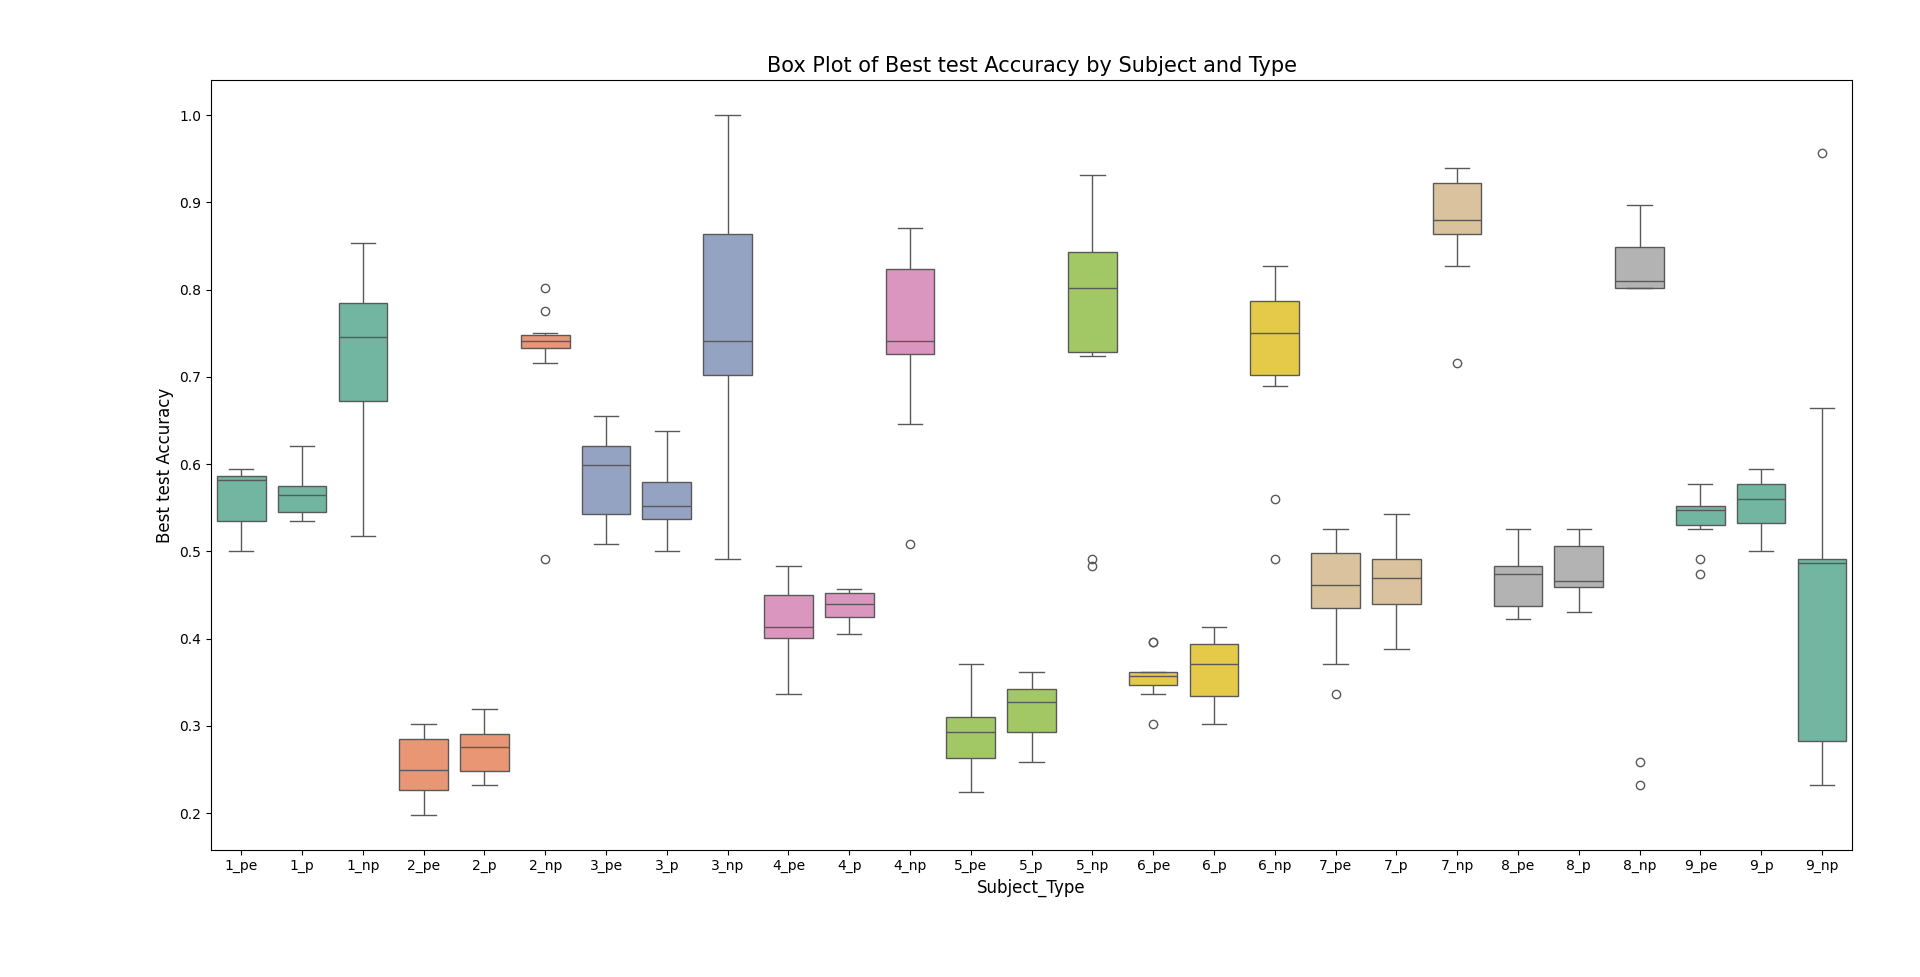 Box Plot of Best test Accuracy by Subject and Type
Best test Accuracy
1.0
0.9
0.8
0.7
0.6
0.5
0.4
0.3
0.2
1_pe 1_p 1_np 2_pe 2_p 2_np 3_pe 3_p 3_np 4_pe 4_p 4_np 5_pe 5_p 5_np 6_pe 6_p 6_np 7_pe 7_p 7_np 8_pe 8_p 8_np 9_pe 9_p 9_np
Subject_Type